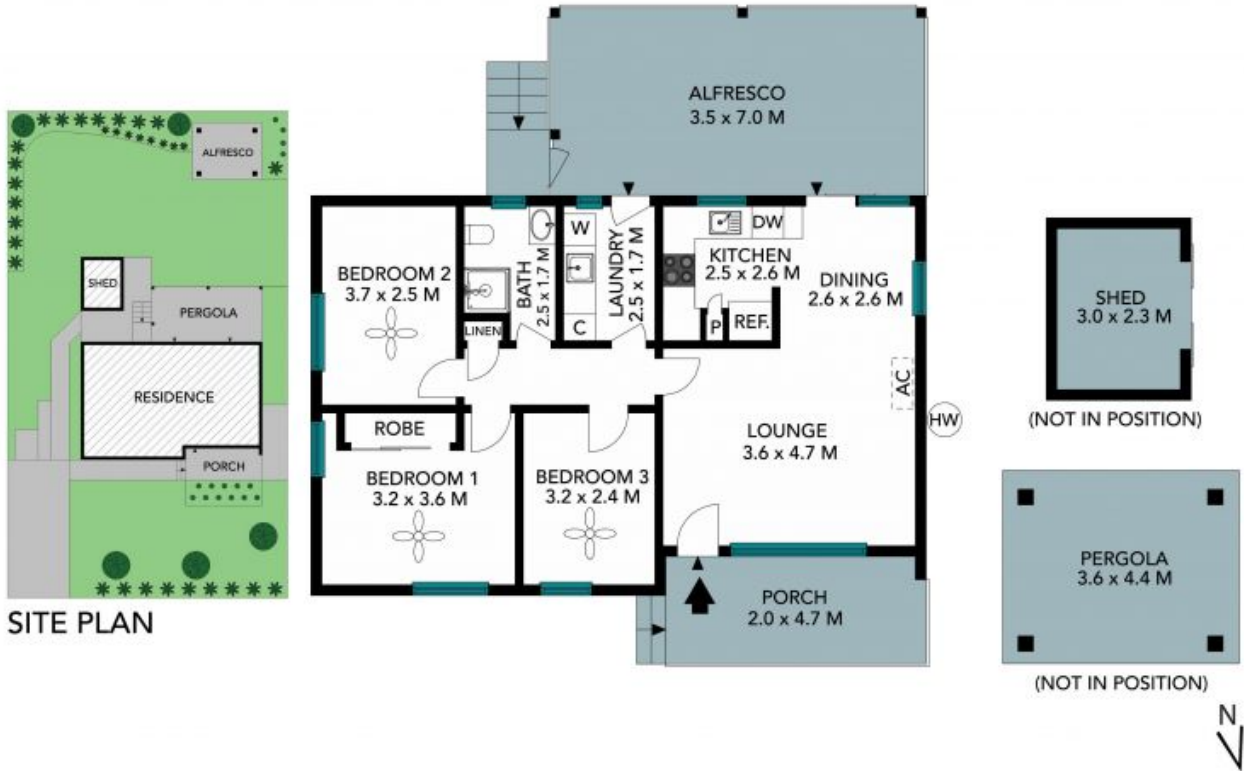 ALFRESCO
SHED
PERGOLA
RESIDENCE
PORCH
SITE PLAN
ALFRESCO
3.5 x 7.0 M
BEDROOM 2
3.7 x 2.5 M
BATH
2.5 x 1.7 M
LINEN
W
C
LAUNDRY
2.5 x 1.7 M
DW
KITCHEN
2.5 x 2.6 M
P
REF.
DINING
2.6 x 2.6 M
AC
HW
ROBE
BEDROOM 1
3.2 x 3.6 M
BEDROOM 3
3.2 x 2.4 M
LOUNGE
3.6 x 4.7 M
PORCH
2.0 x 4.7 M
SHED
3.0 x 2.3 M
(NOT IN POSITION)
PERGOLA
3.6 x 4.4 M
(NOT IN POSITION)
N